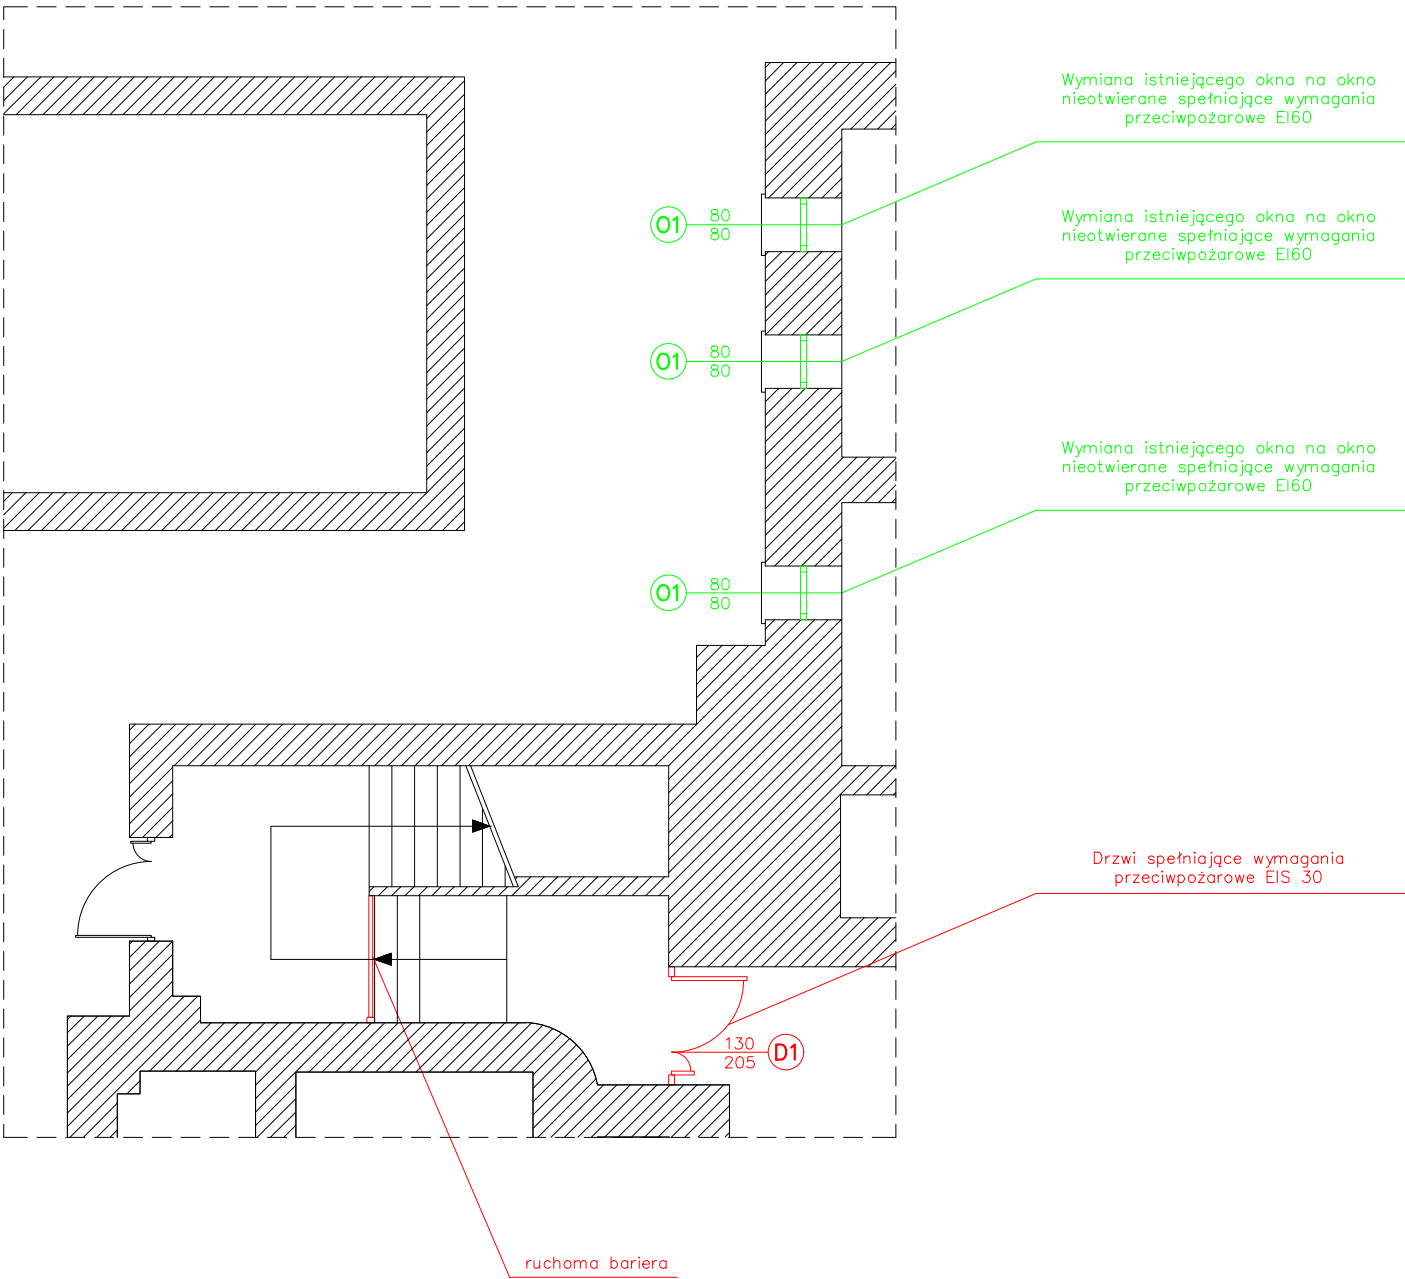 Wymiana istniejącego okna na okno
nieotwierane spełniające wymagania
przeciwpożarowe EI60
O1
80
80
Wymiana istniejącego okna na okno
nieotwierane spełniające wymagania
przeciwpożarowe EI60
O1
80
80
Wymiana istniejącego okna na okno
nieotwierane spełniające wymagania
przeciwpożarowe EI60
O1
80
80
Drzwi spełniające wymagania
przeciwpożarowe EIS 30
130
205
D1
ruchoma bariera